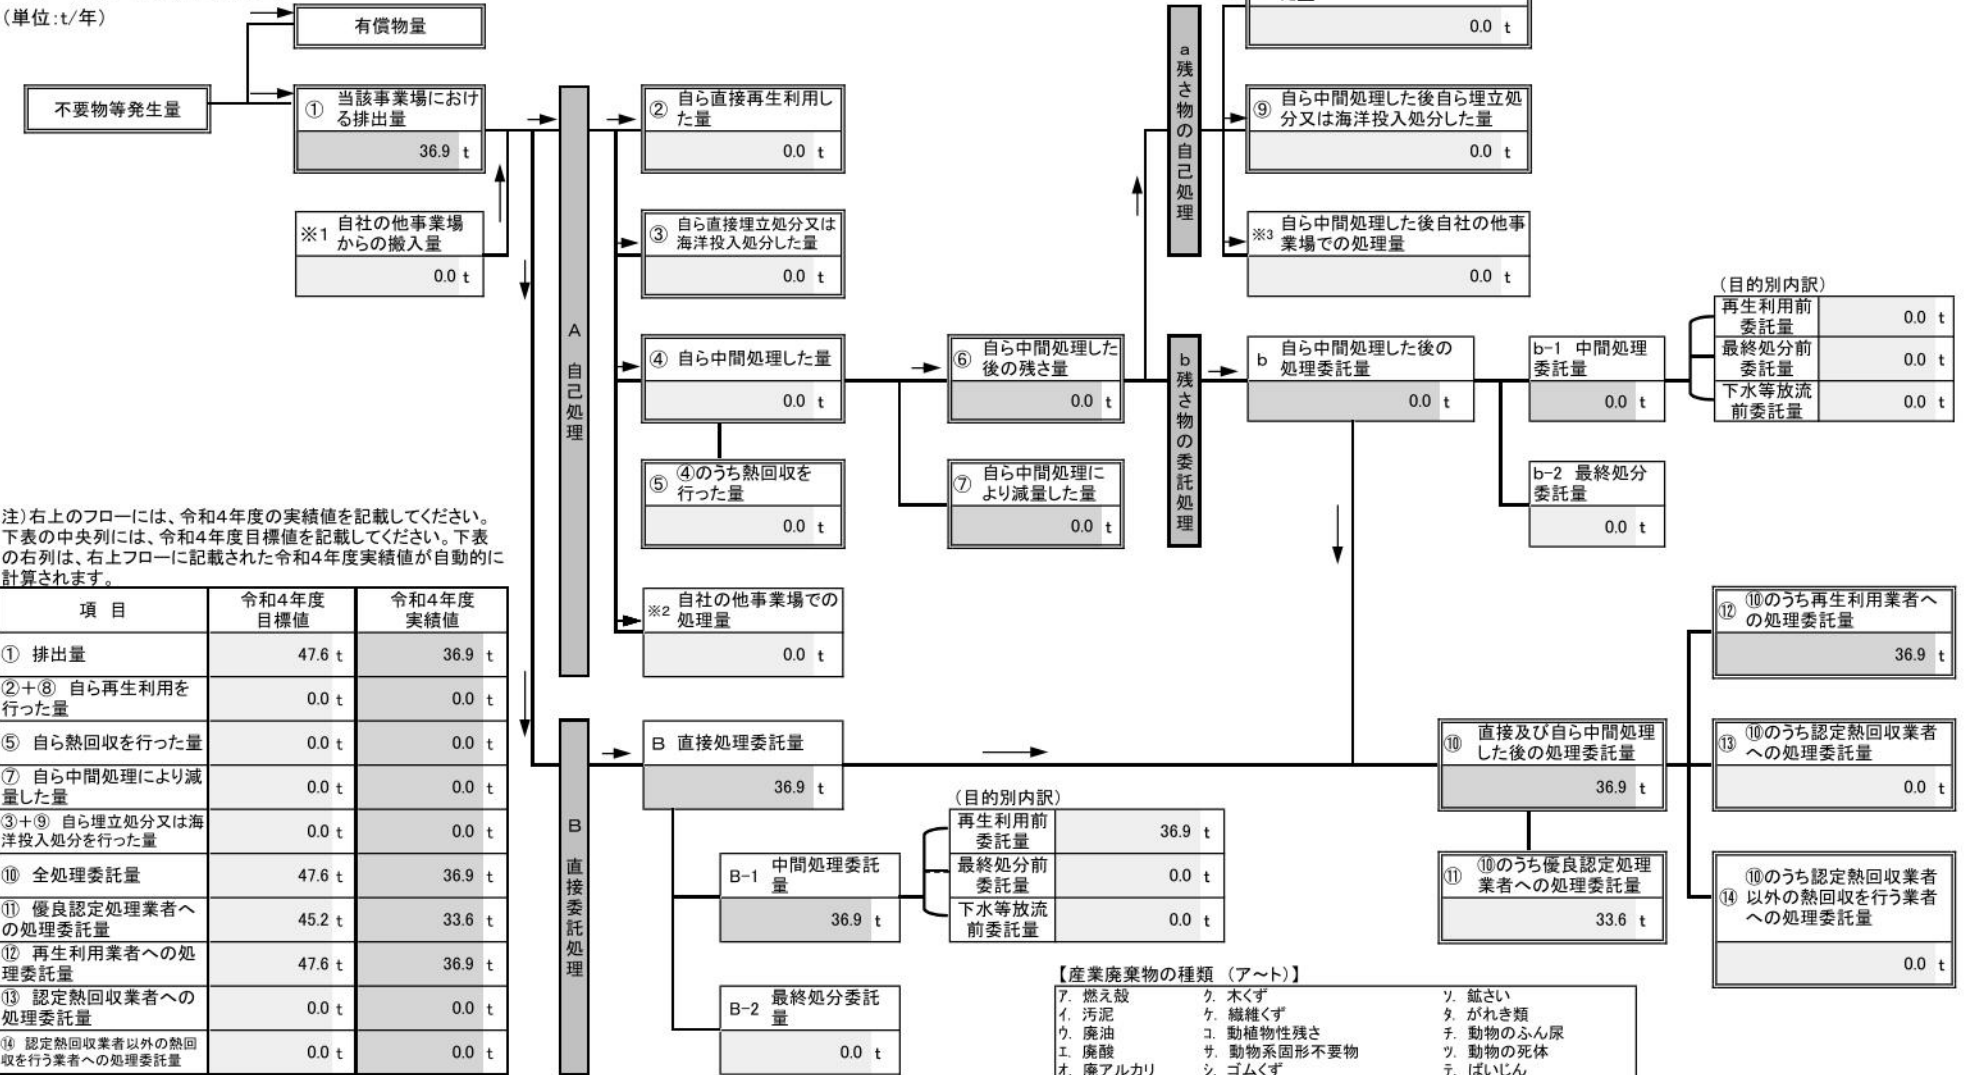 (単位:t/年)
有償物量
不要物等発生量
① 当該事業場におけ
る排出量
36.9 t
※1 自社の他事業場
からの搬入量
0.0 t
A 自己処理
② 自ら直接再生利用し
た量
0.0 t
③ 自ら直接埋立処分又は
海洋投入処分した量
0.0 t
④ 自ら中間処理した量
0.0 t
⑤ ④のうち熱回収を
行った量
0.0 t
※2 自社の他事業場での
処理量
0.0 t
⑥ 自ら中間処理した
後の残さ量
0.0 t
⑦ 自ら中間処理に
より減量した量
0.0 t
a 残さ物の自己処理
0.0 t
⑨ 自ら中間処理した後自ら埋立処
分又は海洋投入処分した量
0.0 t
※3 自ら中間処理した後自社の他事
業場での処理量
0.0 t
b 残さ物の委託処理
b 自ら中間処理した後の
処理委託量
0.0 t
b-1 中間処理
委託量
0.0 t
(目的別内訳)
再生利用前
委託量 0.0 t
最終処分前
委託量 0.0 t
下水等放流
前委託量 0.0 t
b-2 最終処分
委託量
0.0 t
注)右上のフローには、令和4年度の実績値を記載してください。
下表の中央列には、令和4年度目標値を記載してください。下表
の右列は、右上フローに記載された令和4年度実績値が自動的に
計算されます。
項 目 令和4年度
目標値 令和4年度
実績値
① 排出量 47.6 t 36.9 t
②+⑧ 自ら再生利用を
行った量 0.0 t 0.0 t
⑤ 自ら熱回収を行った量 0.0 t 0.0 t
⑦ 自ら中間処理により減
量した量 0.0 t 0.0 t
③+⑨ 自ら埋立処分又は海
洋投入処分を行った量 0.0 t 0.0 t
⑩ 全処理委託量 47.6 t 36.9 t
⑪ 優良認定処理業者へ
の処理委託量 45.2 t 33.6 t
⑫ 再生利用業者への処
理委託量 47.6 t 36.9 t
⑬ 認定熱回収業者への
処理委託量 0.0 t 0.0 t
⑭ 認定熱回収業者以外の熱回
収を行う業者への処理委託量 0.0 t 0.0 t
B 直接委託処理
B 直接処理委託量
36.9 t
B-1 中間処理委託
量
36.9 t
(目的別内訳)
再生利用前
委託量 36.9 t
最終処分前
委託量 0.0 t
下水等放流
前委託量 0.0 t
B-2 最終処分委託
量
0.0 t
⑩ 直接及び自ら中間処理
した後の処理委託量
36.9 t
⑪ ⑩のうち優良認定処理
業者への処理委託量
33.6 t
⑫ ⑩のうち再生利用業者へ
の処理委託量
36.9 t
⑬ ⑩のうち認定熱回収業者
への処理委託量
0.0 t
⑭ ⑩のうち認定熱回収業者
以外の熱回収を行う業者
への処理委託量
0.0 t
【産業廃棄物の種類 (ア~ト)】
ア. 燃え殻 ク. 木くず ソ. 鉱さい
イ. 汚泥 ケ. 繊維くず タ. がれき類
ウ. 廃油 コ. 動植物性残さ チ. 動物のふん尿
エ. 廃酸 サ. 動物系固形不要物 ツ. 動物の死体
オ. 廃アルカリ シ. ゴムくず テ. ばいじん